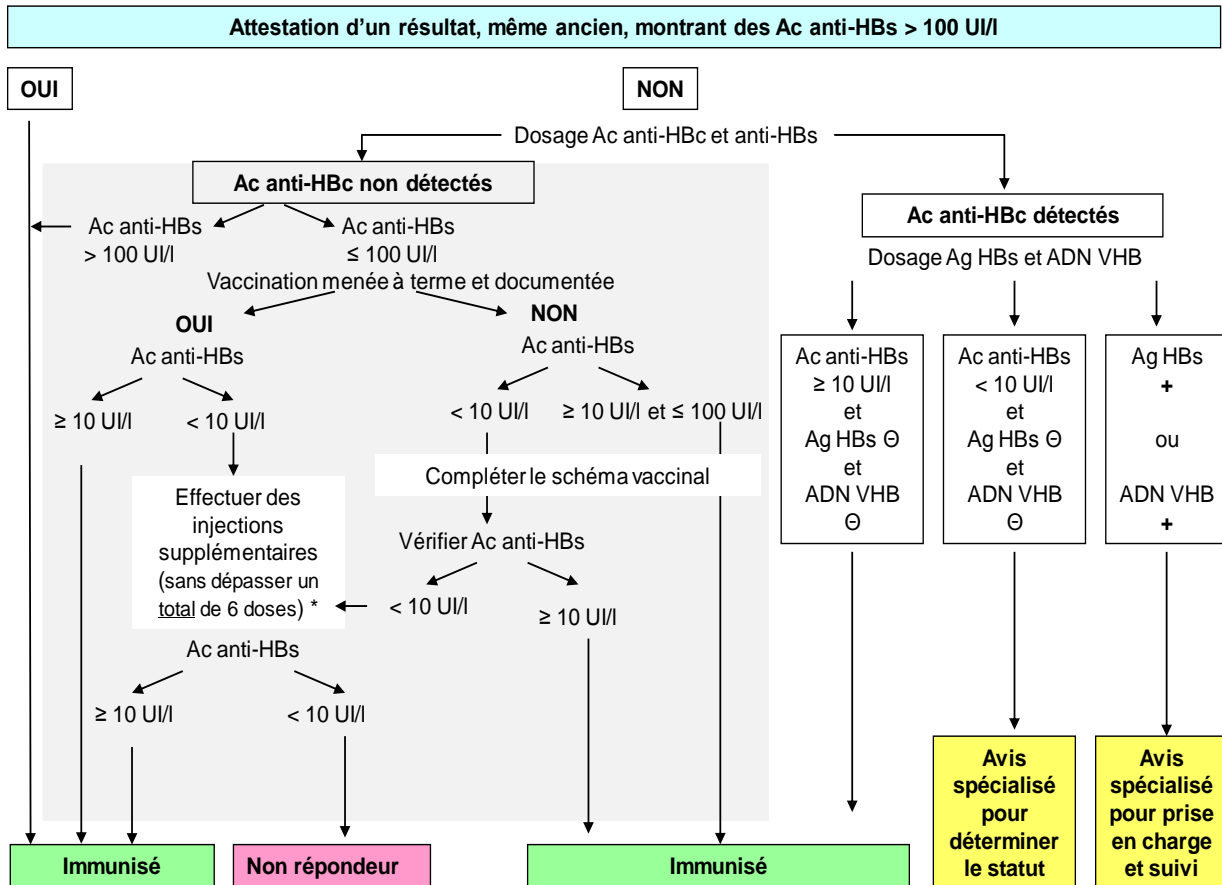 Attestation d'un résultat, même ancien, montrant des Ac anti-HBs > 100 UI/l
OUI
NON
Dosage Ac anti-HBc et anti-HBs
Ac anti-HBc non détectés
Ac anti-HBs
> 100 UI/l
Ac anti-HBs
≤ 100 UI/l
Vaccination menée à terme et documentée
OUI
Ac anti-HBs
≥ 10 UI/l
< 10 UI/l
Effectuer des
injections
supplémentaires
(sans dépasser un
total de 6 doses) *
NON
Ac anti-HBs
< 10 UI/l
≥ 10 UI/l et ≤ 100 UI/l
Compléter le schéma vaccinal
Vérifier Ac anti-HBs
< 10 UI/l
≥ 10 UI/l
Ac anti-HBs
≥ 10 UI/l
< 10 UI/l
Ac anti-HBc détectés
Dosage Ag HBs et ADN VHB
Ac anti-HBs
≥ 10 UI/l
et
Ag HBs Θ
et
ADN VHB
Θ
Ac anti-HBs
< 10 UI/l
et
Ag HBs Θ
et
ADN VHB
Θ
Ag HBs
+
ou
ADN VHB
+
Immunisé
Non répondeur
Immunisé
Avis
spécialisé
pour
déterminer
le statut
Avis
spécialisé
pour prise
en charge
et suivi